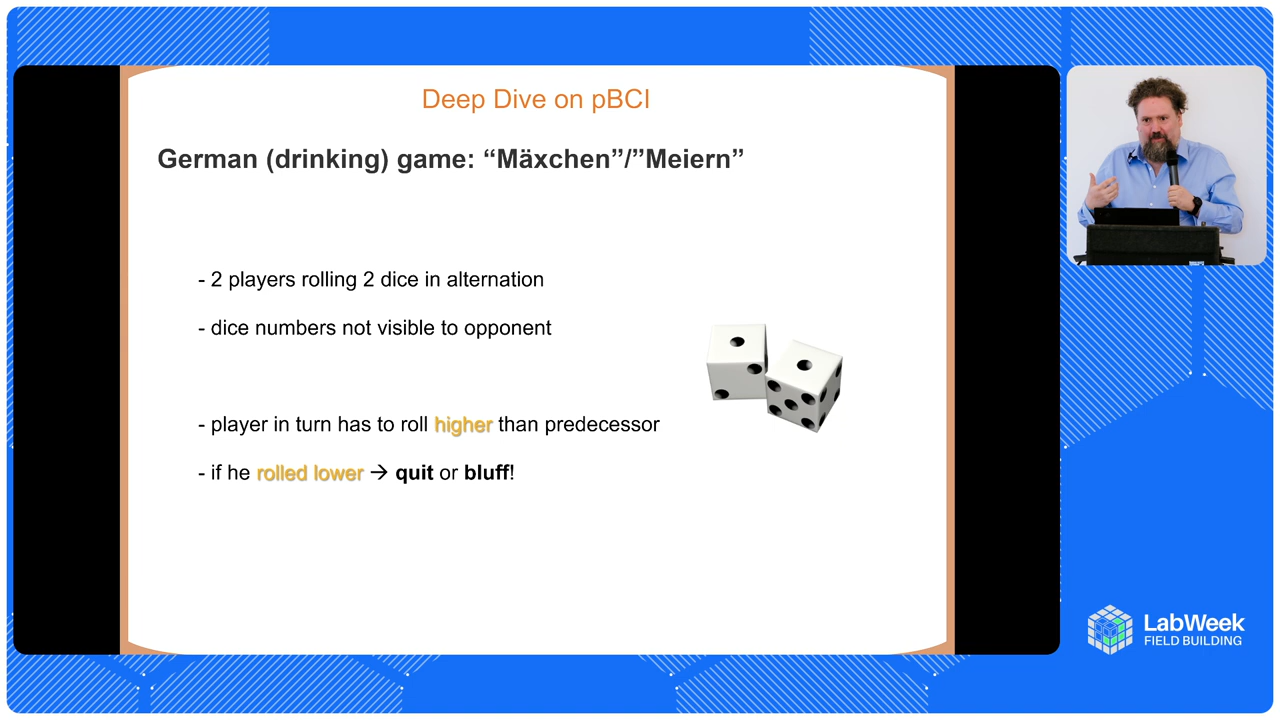 Deep Dive on pBCI
German (drinking) game: “Mäxchen”/”Meiern”
- 2 players rolling 2 dice in alternation
- dice numbers not visible to opponent
- player in turn has to roll higher than predecessor
- if he rolled lower → quit or bluff!
LabWeek
FIELD BUILDING